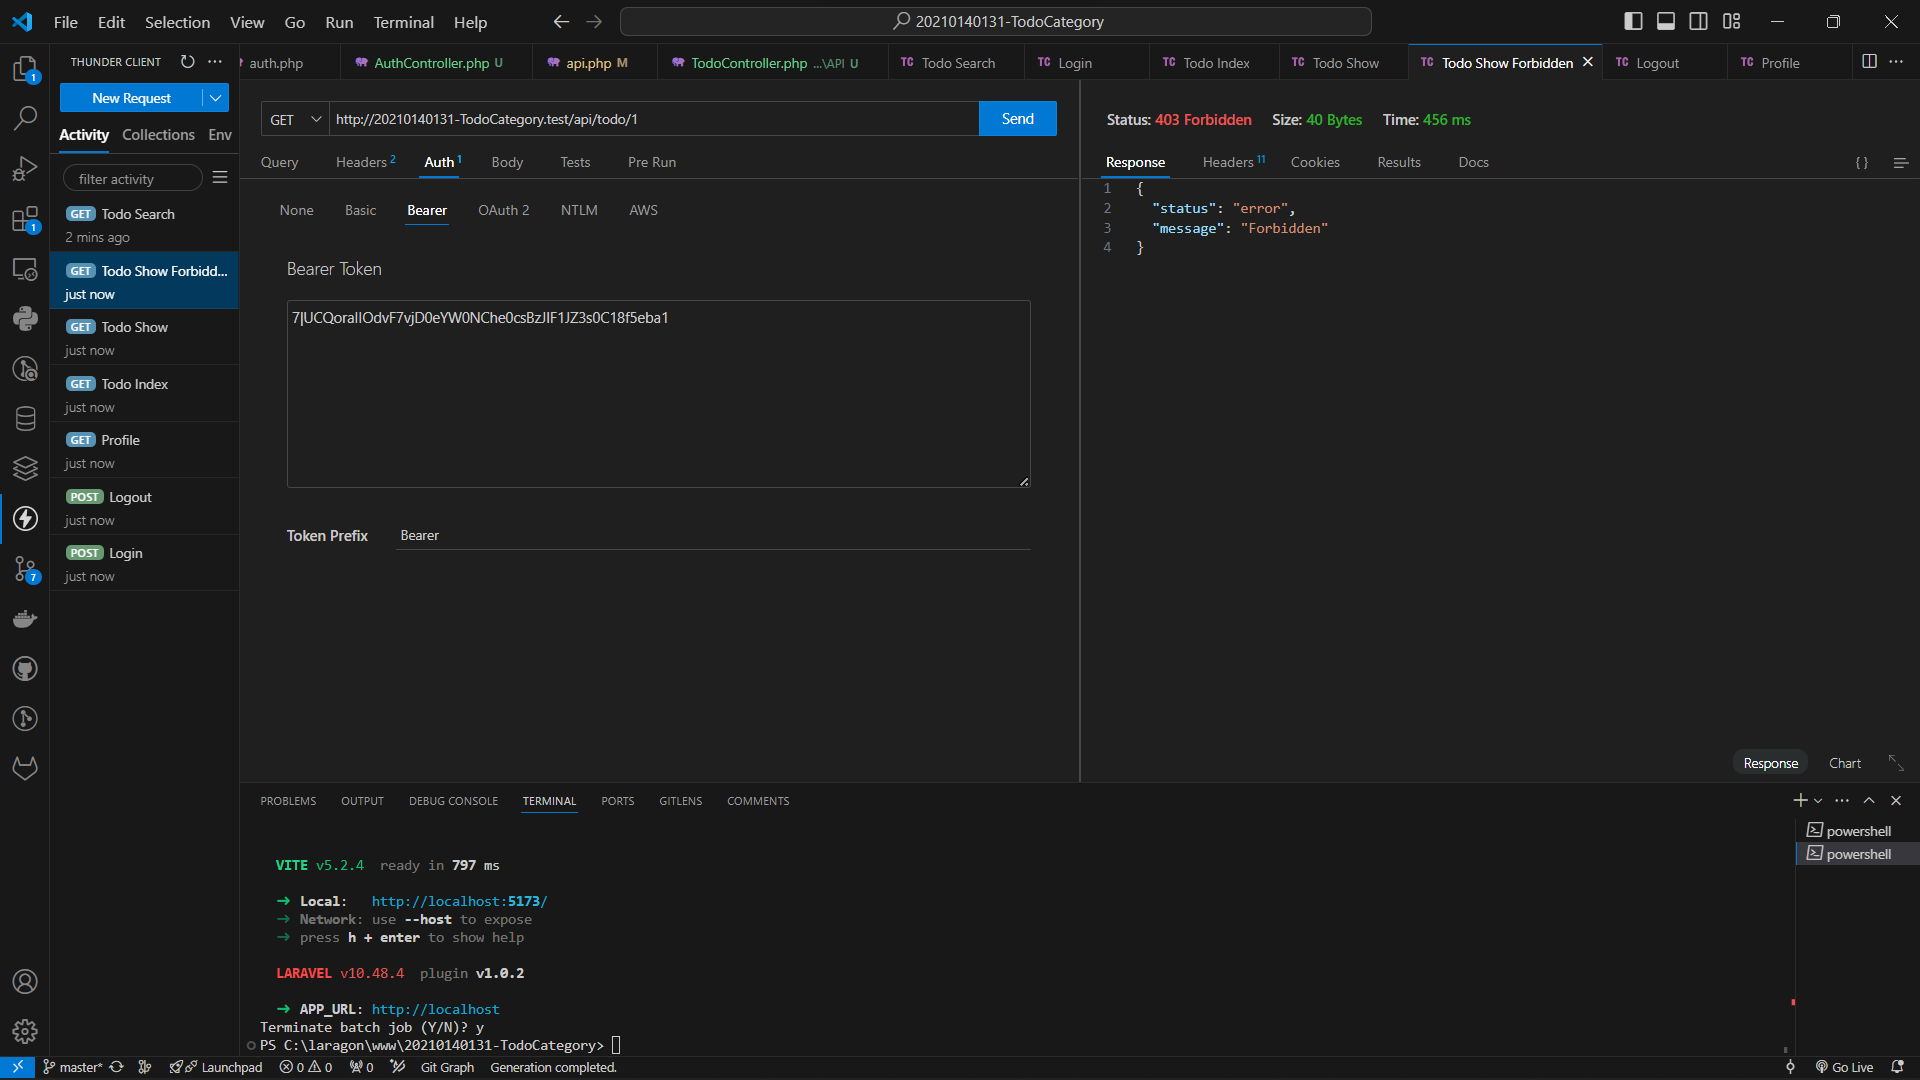 File Edit Selection View Go Run Terminal Help
20210140131-TodoCategory
THUNDER CLIENT
New Request
Activity Collections Env
filter activity
GET Todo Search
2 mins ago
GET Todo Show Forbidd...
just now
GET Todo Show
just now
GET Todo Index
just now
GET Profile
just now
POST Logout
just now
POST Login
just now
1
1
7
auth.php AuthController.php U api.php M TodoController.php ...\API U TC Todo Search TC Login TC Todo Index TC Todo Show TC Todo Show Forbidden TC Logout TC Profile
GET http://20210140131-TodoCategory.test/api/todo/1 Send
Query Headers 2 Auth 1 Body Tests Pre Run
None Basic Bearer OAuth 2 NTLM AWS
Bearer Token
Token Prefix Bearer
Status: 403 Forbidden Size: 40 Bytes Time: 456 ms
Response Headers 11 Cookies Results Docs { }
1 {
2 "status": "error",
3 "message": "Forbidden"
4 }
Response Chart
PROBLEMS OUTPUT DEBUG CONSOLE TERMINAL PORTS GITLENS COMMENTS
VITE v5.2.4 ready in 797 ms
➜ Local: http://localhost:5173/
➜ Network: use --host to expose
➜ press h + enter to show help
LARAVEL v10.48.4 plugin v1.0.2
➜ APP_URL: http://localhost
Terminate batch job (Y/N)? y
PS C:\laragon\www\20210140131-TodoCategory>
powershell
powershell
master* Launchpad 0 0 0 Git Graph Generation completed. Go Live